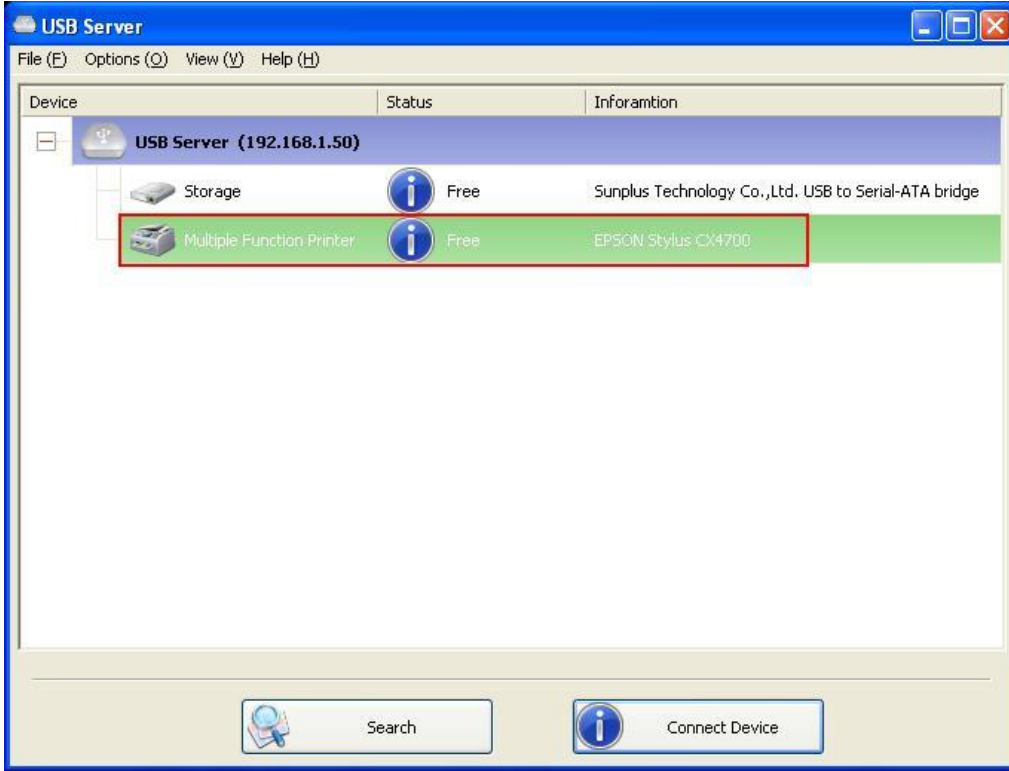 USB Server
File (F) Options (O) View (V) Help (H)
Device Status Inforamtion
USB Server (192.168.1.50)
Storage Free Sunplus Technology Co.,Ltd. USB to Serial-ATA bridge
Multiple Function Printer Free EPSON Stylus CX4700
Search Connect Device